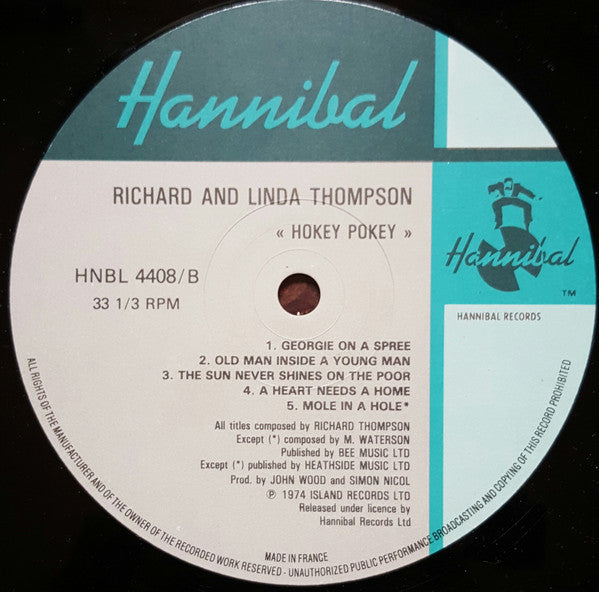 Hannibal
RICHARD AND LINDA THOMPSON
« HOKEY POKEY »
Hannibal
TM
HNBL 4408/B
33 1/3 RPM
HANNIBAL RECORDS
1. GEORGIE ON A SPREE
2. OLD MAN INSIDE A YOUNG MAN
3. THE SUN NEVER SHINES ON THE POOR
4. A HEART NEEDS A HOME
5. MOLE IN A HOLE*
All titles composed by RICHARD THOMPSON
Except (*) composed by M. WATERSON
Published by BEE MUSIC LTD
Except (*) published by HEATHSIDE MUSIC LTD
Prod. by JOHN WOOD and SIMON NICOL
℗ 1974 ISLAND RECORDS LTD
Released under licence by
Hannibal Records Ltd
MADE IN FRANCE
ALL RIGHTS OF THE MANUFACTURER AND OF THE OWNER OF THE RECORDED WORK RESERVED - UNAUTHORIZED PUBLIC PERFORMANCE BROADCASTING AND COPYING OF THIS RECORD PROHIBITED